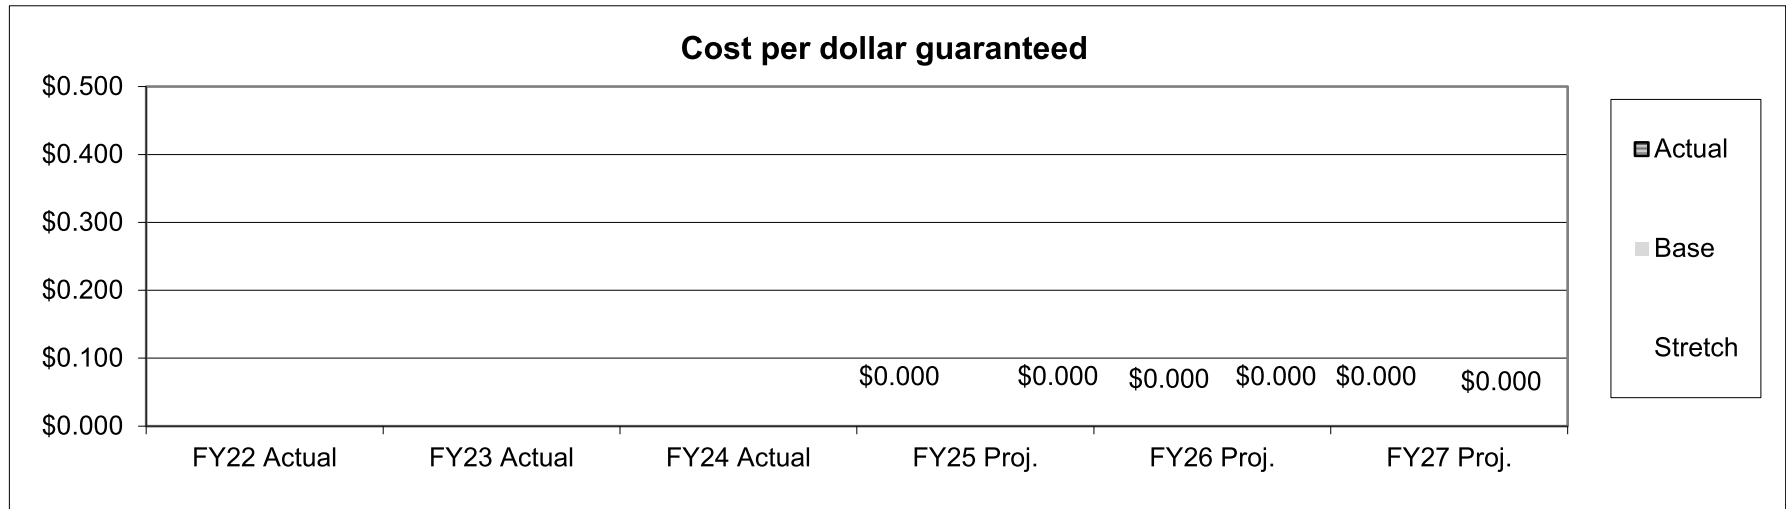 Cost per dollar guaranteed
$0.500
$0.400
$0.300
$0.200
$0.100
$0.000
$0.000 $0.000 $0.000 $0.000 $0.000 $0.000
FY22 Actual FY23 Actual FY24 Actual FY25 Proj. FY26 Proj. FY27 Proj.
Actual
Base
Stretch